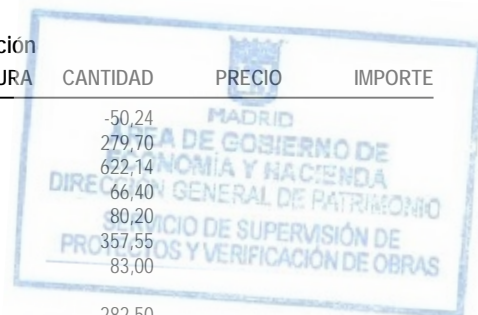 ción
URA CANTIDAD PRECIO IMPORTE
-50,24
279,70
622,14
66,40
80,20
357,55
83,00
282,50
MADRID
ÁREA DE GOBIERNO DE
ECONOMÍA Y HACIENDA
DIRECCIÓN GENERAL DE PATRIMONIO
SERVICIO DE SUPERVISIÓN DE
PROYECTOS Y VERIFICACIÓN DE OBRAS